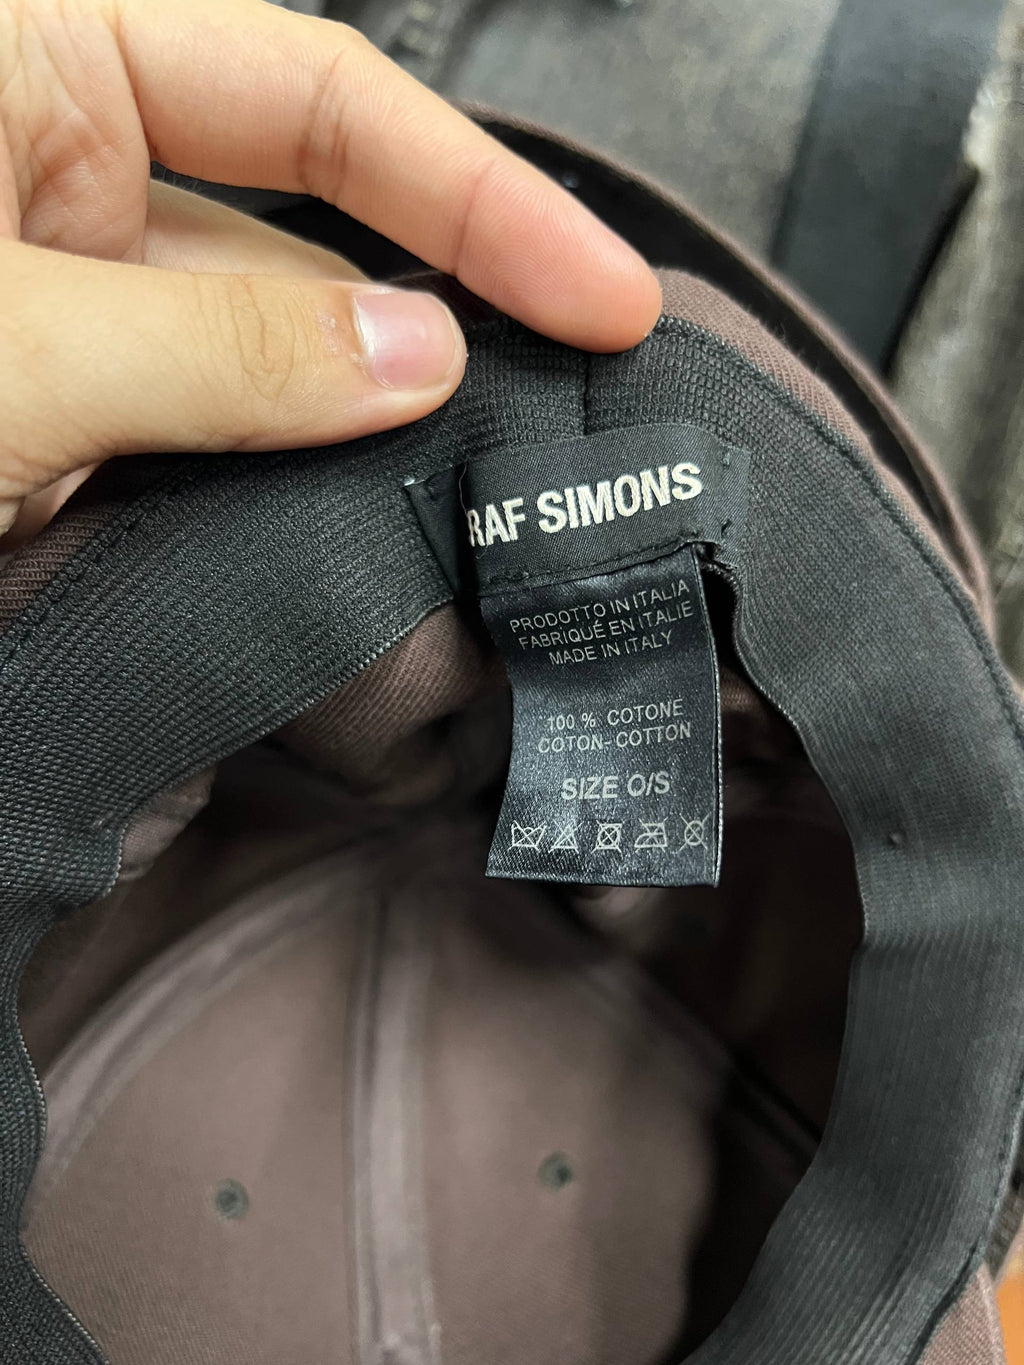 RAF SIMONS
PRODOTTO IN ITALIA
FABRIQUÉ EN ITALIE
MADE IN ITALY
100 % COTONE
COTON-COTTON
SIZE O/S